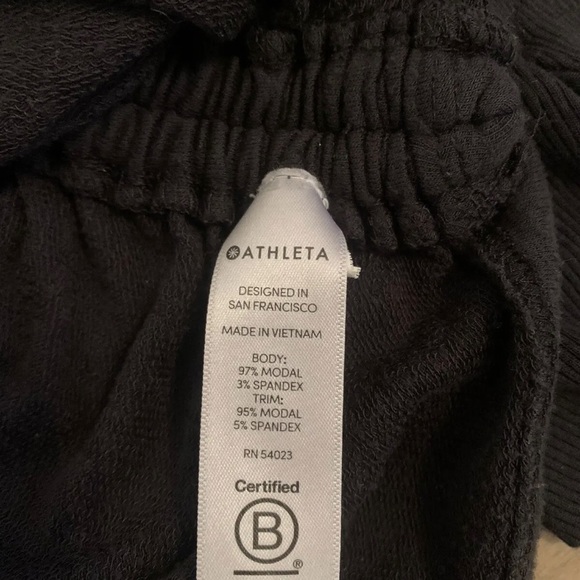 ATHLETA
DESIGNED IN
SAN FRANCISCO
MADE IN VIETNAM
BODY:
97% MODAL
3% SPANDEX
TRIM:
95% MODAL
5% SPANDEX
RN 54023
Certified
B
®